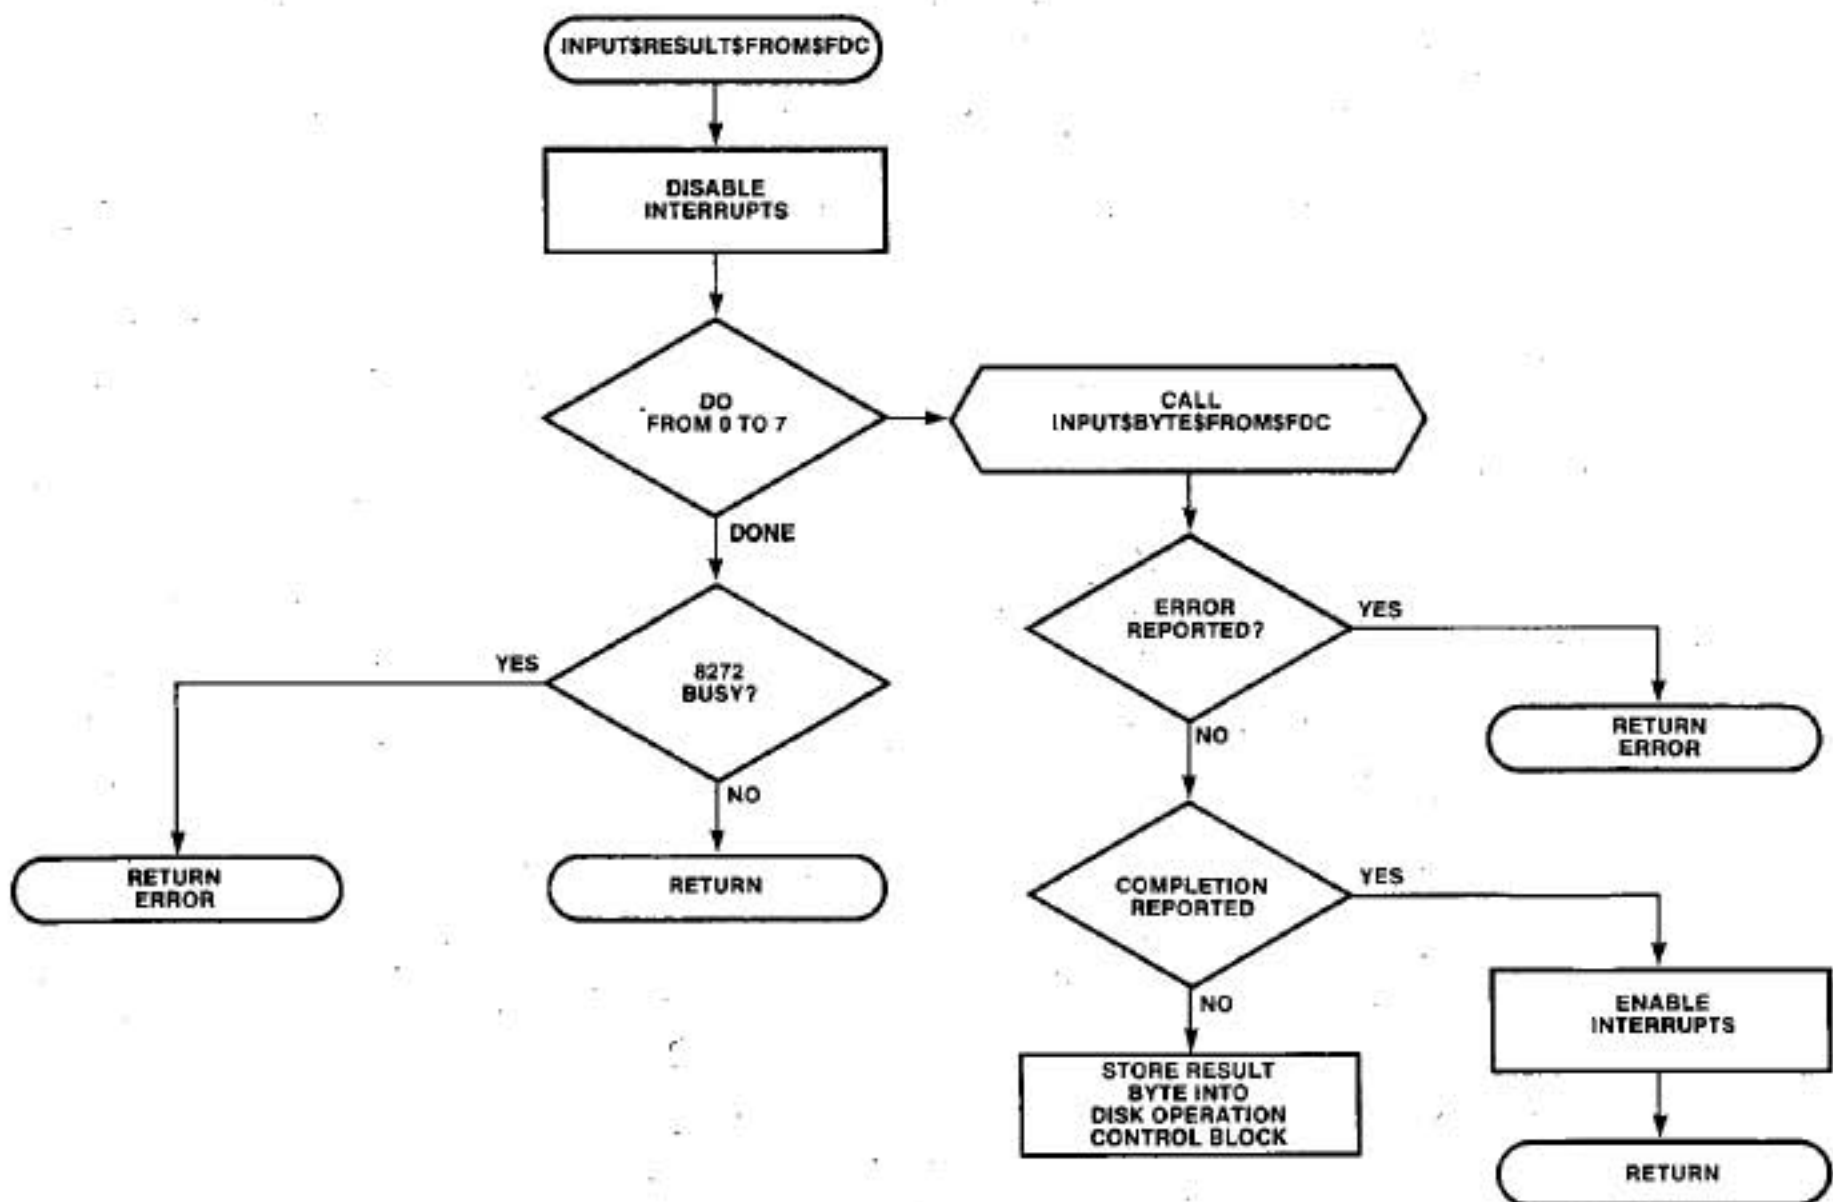 INPUT$RESULT$FROM$FDC
DISABLE
INTERRUPTS
DO
FROM 0 TO 7
CALL
INPUT$BYTE$FROM$FDC
DONE
ERROR
REPORTED?
YES
YES
8272
BUSY?
RETURN
ERROR
NO
NO
RETURN
ERROR
RETURN
COMPLETION
REPORTED
YES
NO
ENABLE
INTERRUPTS
STORE RESULT
BYTE INTO
DISK OPERATION
CONTROL BLOCK
RETURN